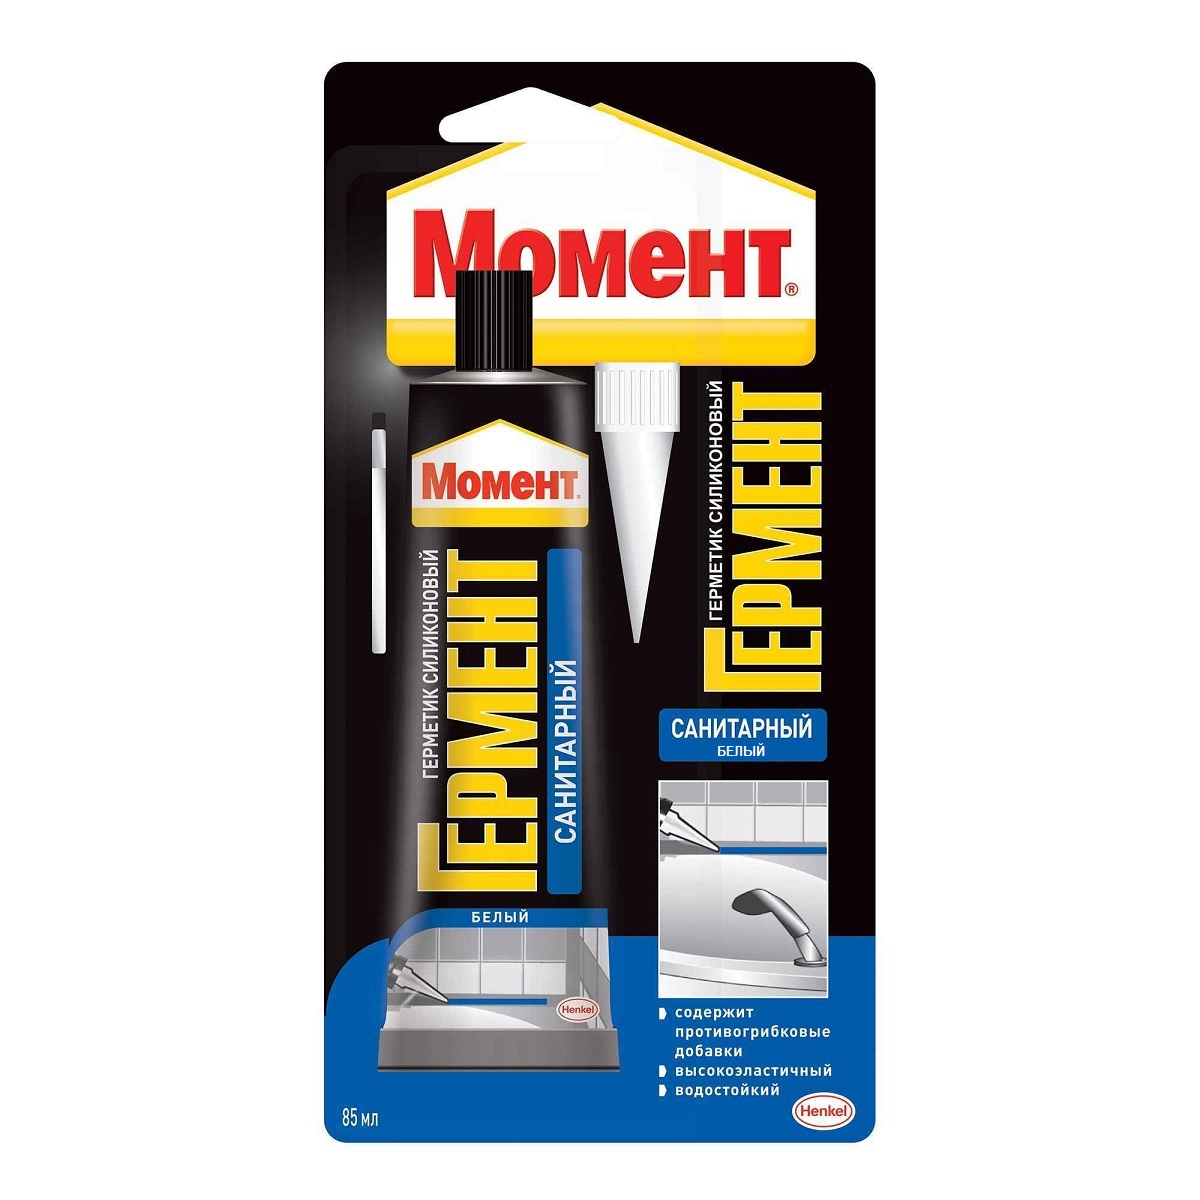 Момент®
Момент
ГЕРМЕТИК СИЛИКОНОВЫЙ
ГЕРМЕНТ
САНИТАРНЫЙ
БЕЛЫЙ
Henkel
ГЕРМЕТИК СИЛИКОНОВЫЙ
ГЕРМЕНТ
САНИТАРНЫЙ
БЕЛЫЙ
содержит
противогрибковые
добавки
высокоэластичный
водостойкий
Henkel
85 мл